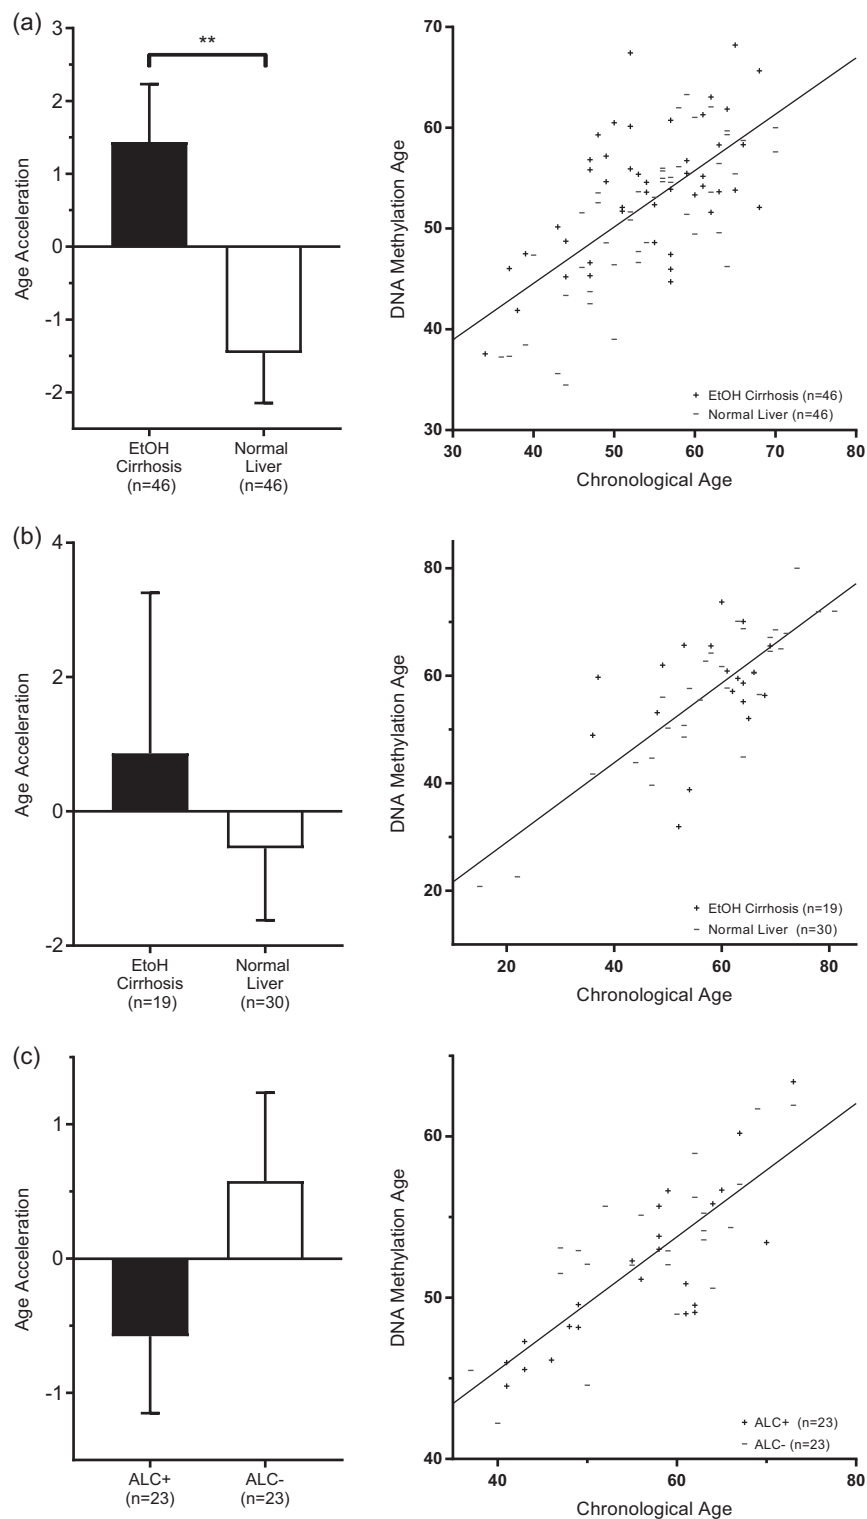 (a)
3
2
1
0
-1
-2
Age Acceleration
**
EtOH
Cirrhosis
(n=46)
Normal
Liver
(n=46)
70
60
50
40
30
DNA Methylation Age
+ EtOH Cirrhosis (n=46)
− Normal Liver (n=46)
30 40 50 60 70 80
Chronological Age
(b)
4
2
0
-2
Age Acceleration
EtoH
Cirrhosis
(n=19)
Normal
Liver
(n=30)
80
60
40
20
DNA Methylation Age
+ EtOH Cirrhosis (n=19)
− Normal Liver (n=30)
20 40 60 80
Chronological Age
(c)
1
0
-1
Age Acceleration
ALC+
(n=23)
ALC-
(n=23)
60
50
40
DNA Methylation Age
+ ALC+ (n=23)
− ALC- (n=23)
40 60 80
Chronological Age